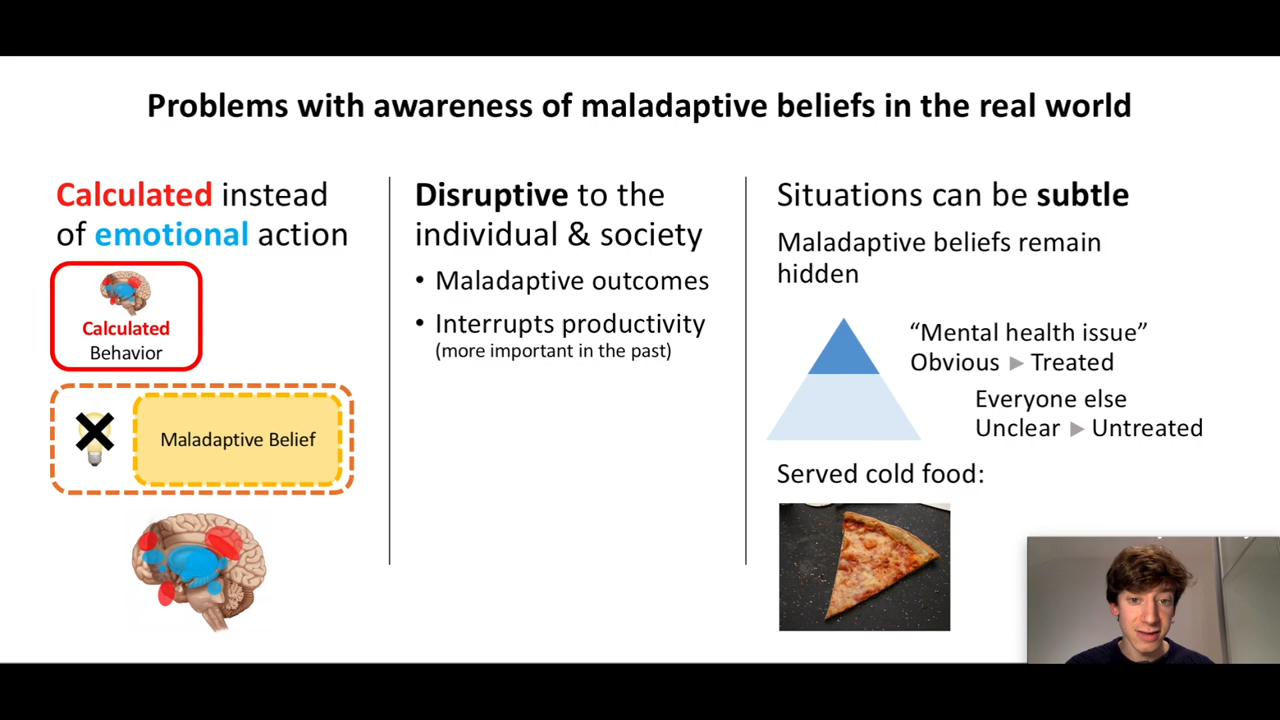 Problems with awareness of maladaptive beliefs in the real world
Calculated instead
of emotional action
Calculated
Behavior
Maladaptive Belief
Disruptive to the
individual & society
• Maladaptive outcomes
• Interrupts productivity
(more important in the past)
Situations can be subtle
Maladaptive beliefs remain
hidden
“Mental health issue”
Obvious ▶ Treated
Everyone else
Unclear ▶ Untreated
Served cold food: